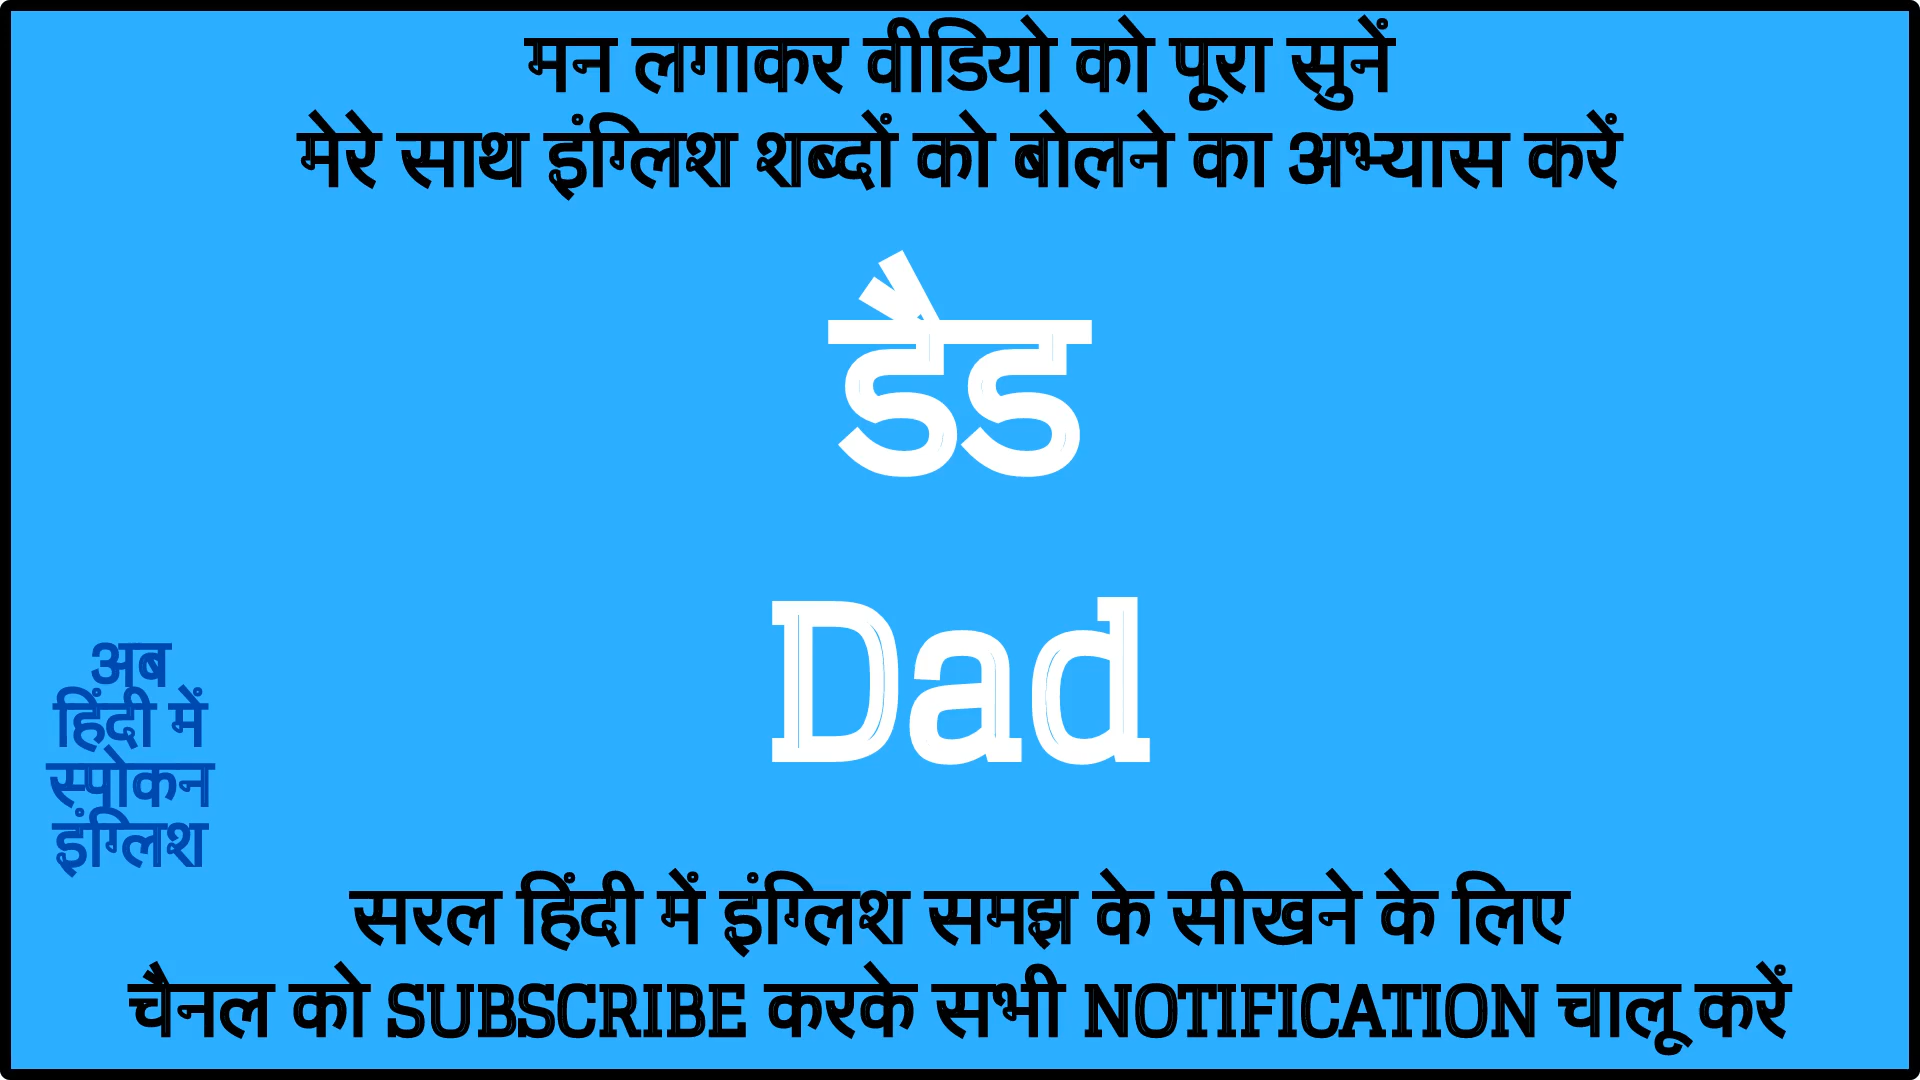 मन लगाकर वीडियो को पूरा सुनें
मेरे साथ इंग्लिश शब्दों को बोलने का अभ्यास करें
डैड
Dad
अब
हिंदी में
स्पोकन
इंग्लिश
सरल हिंदी में इंग्लिश समझ के सीखने के लिए
चैनल को SUBSCRIBE करके सभी NOTIFICATION चालू करें